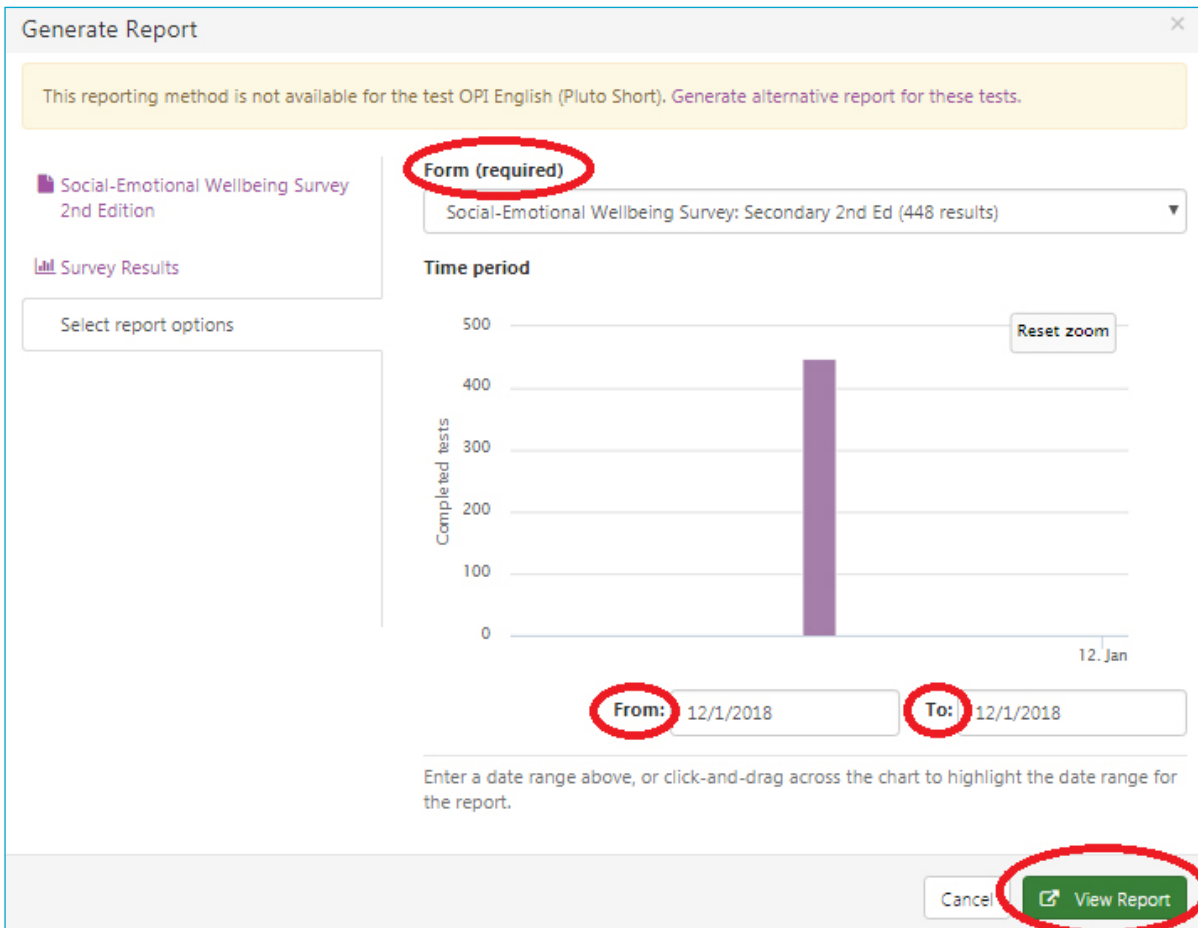 Generate Report
×
This reporting method is not available for the test OPI English (Pluto Short). Generate alternative report for these tests.
Social-Emotional Wellbeing Survey
2nd Edition
Survey Results
Select report options
Form (required)
Social-Emotional Wellbeing Survey: Secondary 2nd Ed (448 results)
Time period
Reset zoom
Completed tests
500
400
300
200
100
0
12. Jan
From: 12/1/2018 To: 12/1/2018
Enter a date range above, or click-and-drag across the chart to highlight the date range for
the report.
Cancel View Report